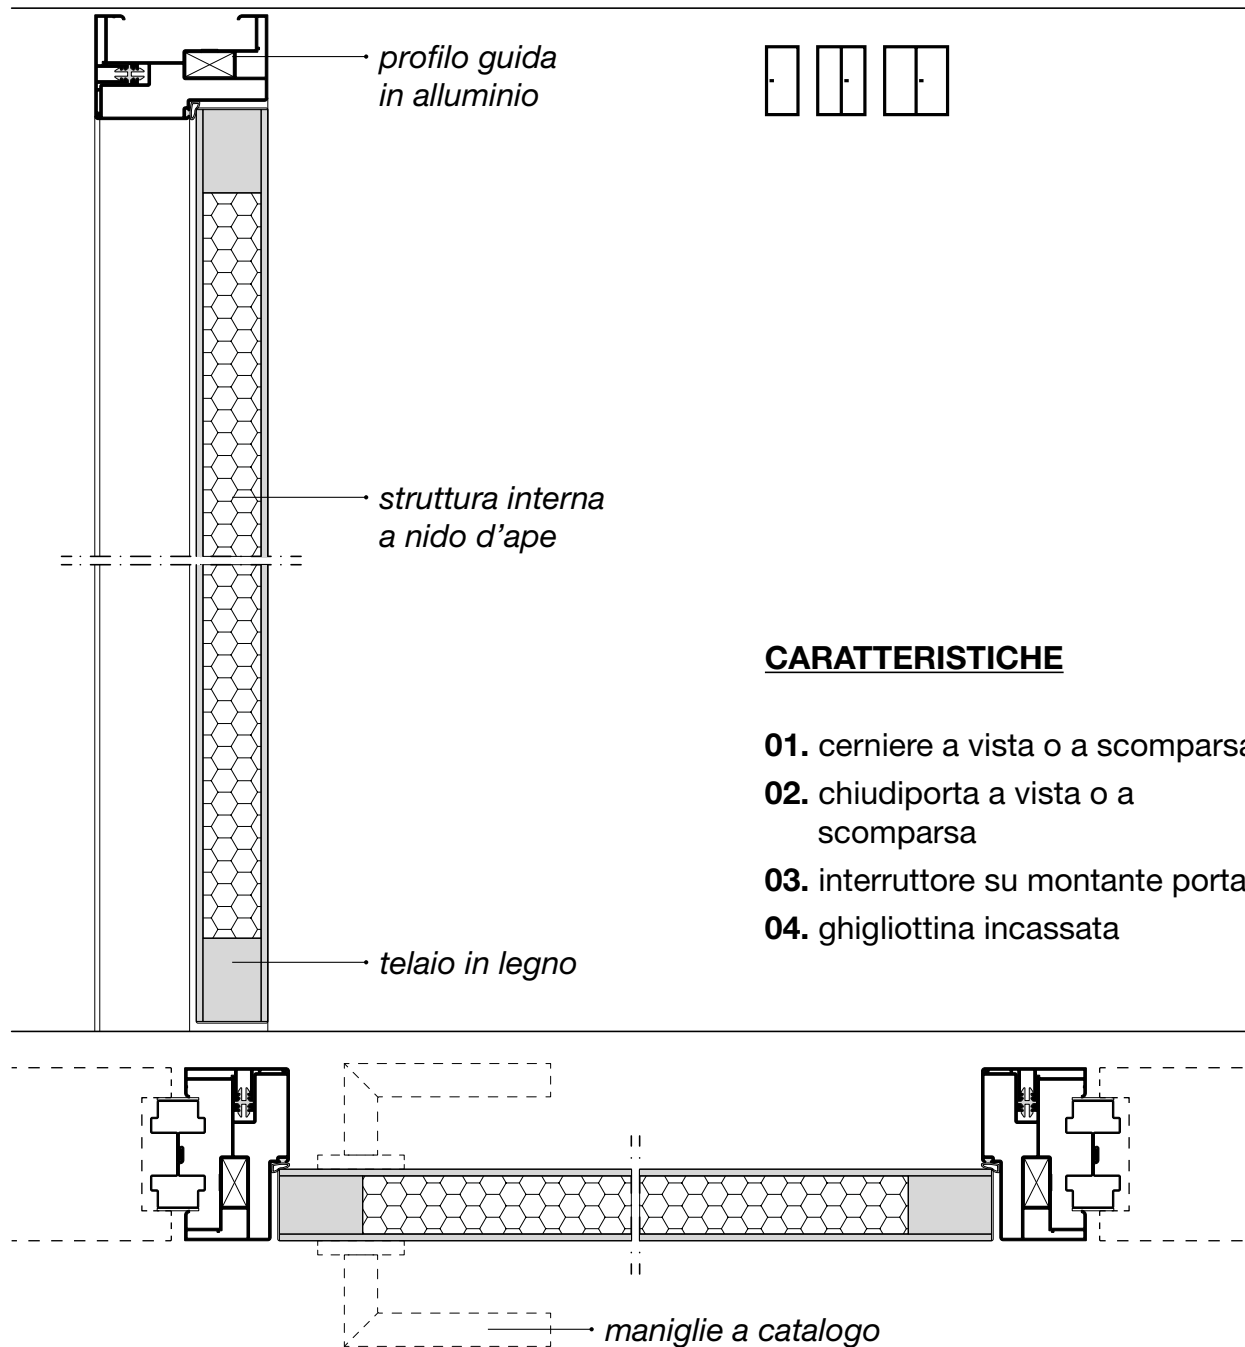 profilo guida
in alluminio
struttura interna
a nido d’ape
CARATTERISTICHE
01. cerniere a vista o a scomparsa
02. chiudiporta a vista o a
scomparsa
03. interruttore su montante porta
04. ghigliottina incassata
telaio in legno
maniglie a catalogo